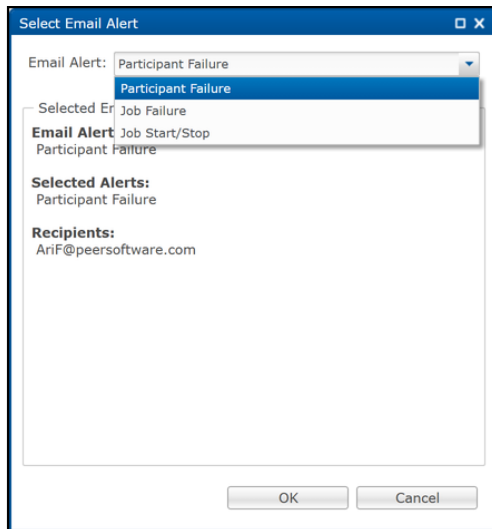 Select Email Alert
Email Alert: Participant Failure
Participant Failure
Job Failure
Job Start/Stop
Selected
Email Alert
Participant Failure
Selected Alerts:
Participant Failure
Recipients:
AriF@peersoftware.com
OK Cancel